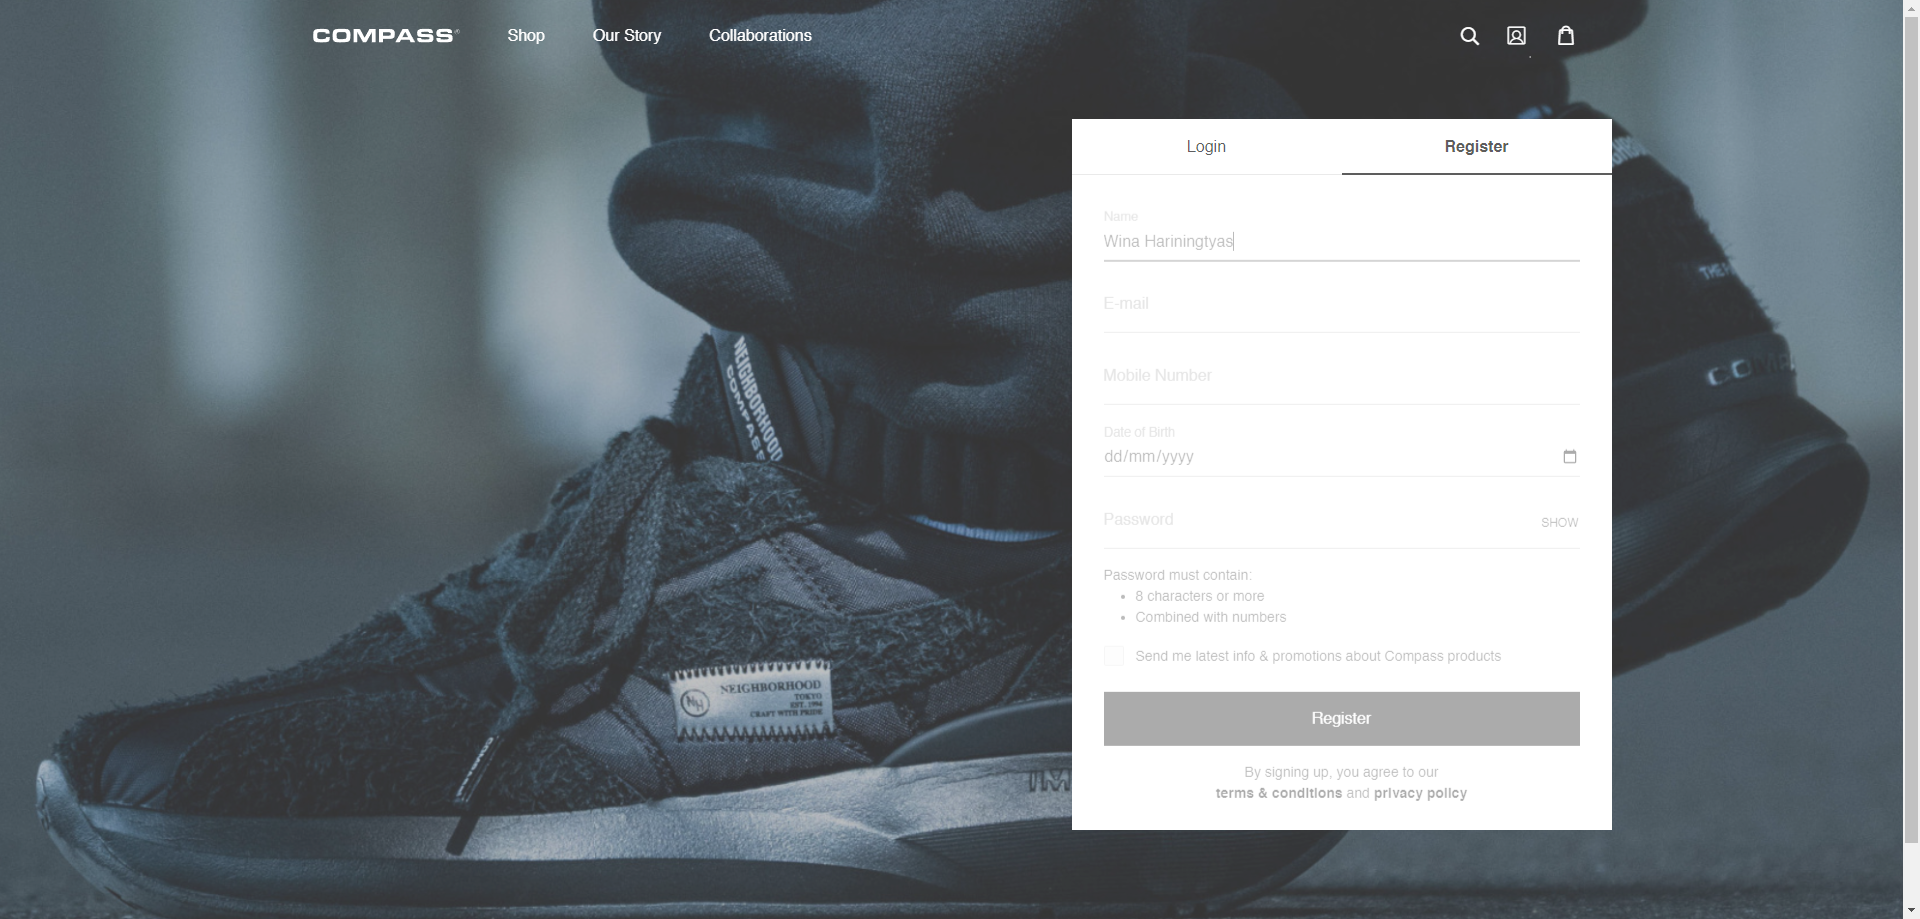 COMPASS®
Shop
Our Story
Collaborations
Login
Register
Name
Wina Hariningtyas
E-mail
Mobile Number
Date of Birth
dd/mm/yyyy
Password
SHOW
Password must contain:
• 8 characters or more
• Combined with numbers
Send me latest info & promotions about Compass products
Register
By signing up, you agree to our
terms & conditions and privacy policy
NEIGHBORHOOD
COMPASS
NH
NEIGHBORHOOD
TOKYO
EST. 1994
CRAFT WITH PRIDE